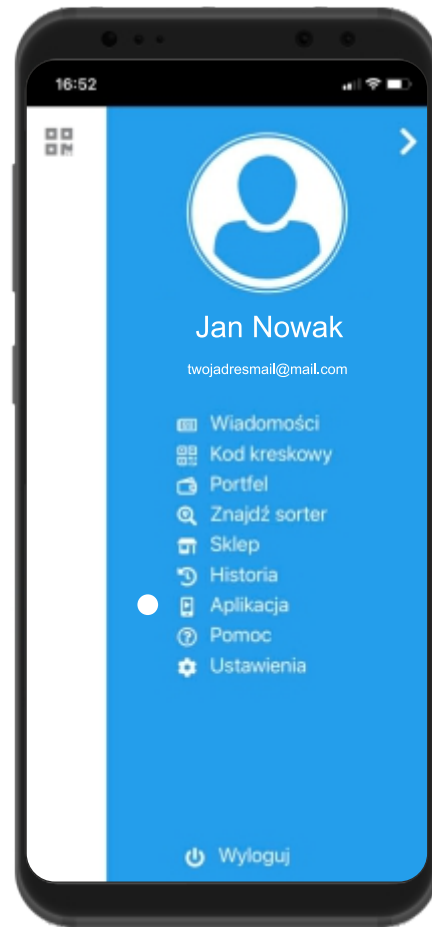 16:52
Jan Nowak
twojadresmail@mail.com
Wiadomości
Kod kreskowy
Portfel
Znajdź sorter
Sklep
Historia
Aplikacja
Pomoc
Ustawienia
Wyloguj